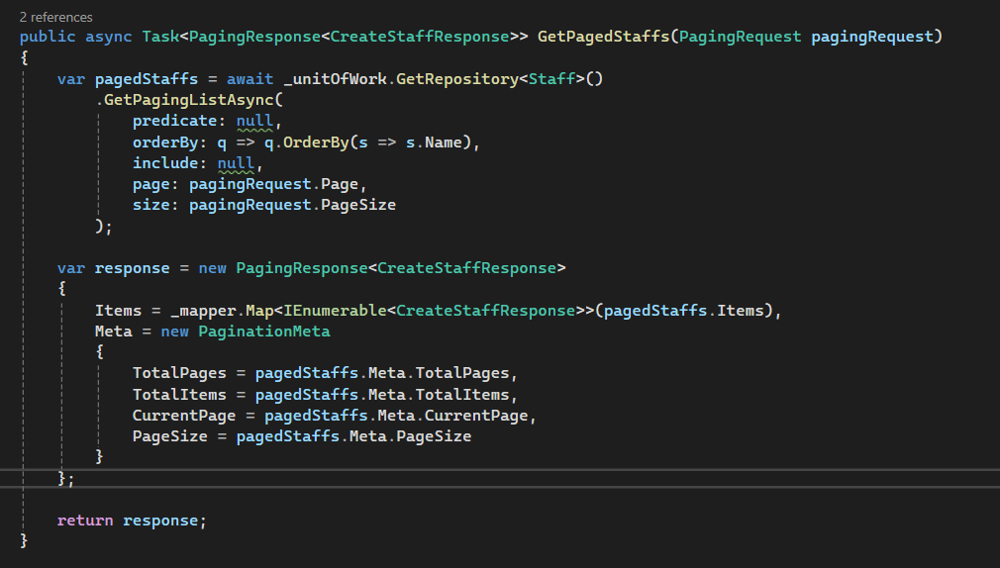 2 references
public async Task<PagingResponse<CreateStaffResponse>> GetPagedStaffs(PagingRequest pagingRequest)
{
    var pagedStaffs = await _unitOfWork.GetRepository<Staff>()
        .GetPagingListAsync(
            predicate: null,
            orderBy: q => q.OrderBy(s => s.Name),
            include: null,
            page: pagingRequest.Page,
            size: pagingRequest.PageSize
        );

    var response = new PagingResponse<CreateStaffResponse>
    {
        Items = _mapper.Map<IEnumerable<CreateStaffResponse>>(pagedStaffs.Items),
        Meta = new PaginationMeta
        {
            TotalPages = pagedStaffs.Meta.TotalPages,
            TotalItems = pagedStaffs.Meta.TotalItems,
            CurrentPage = pagedStaffs.Meta.CurrentPage,
            PageSize = pagedStaffs.Meta.PageSize
        }
    };

    return response;
}